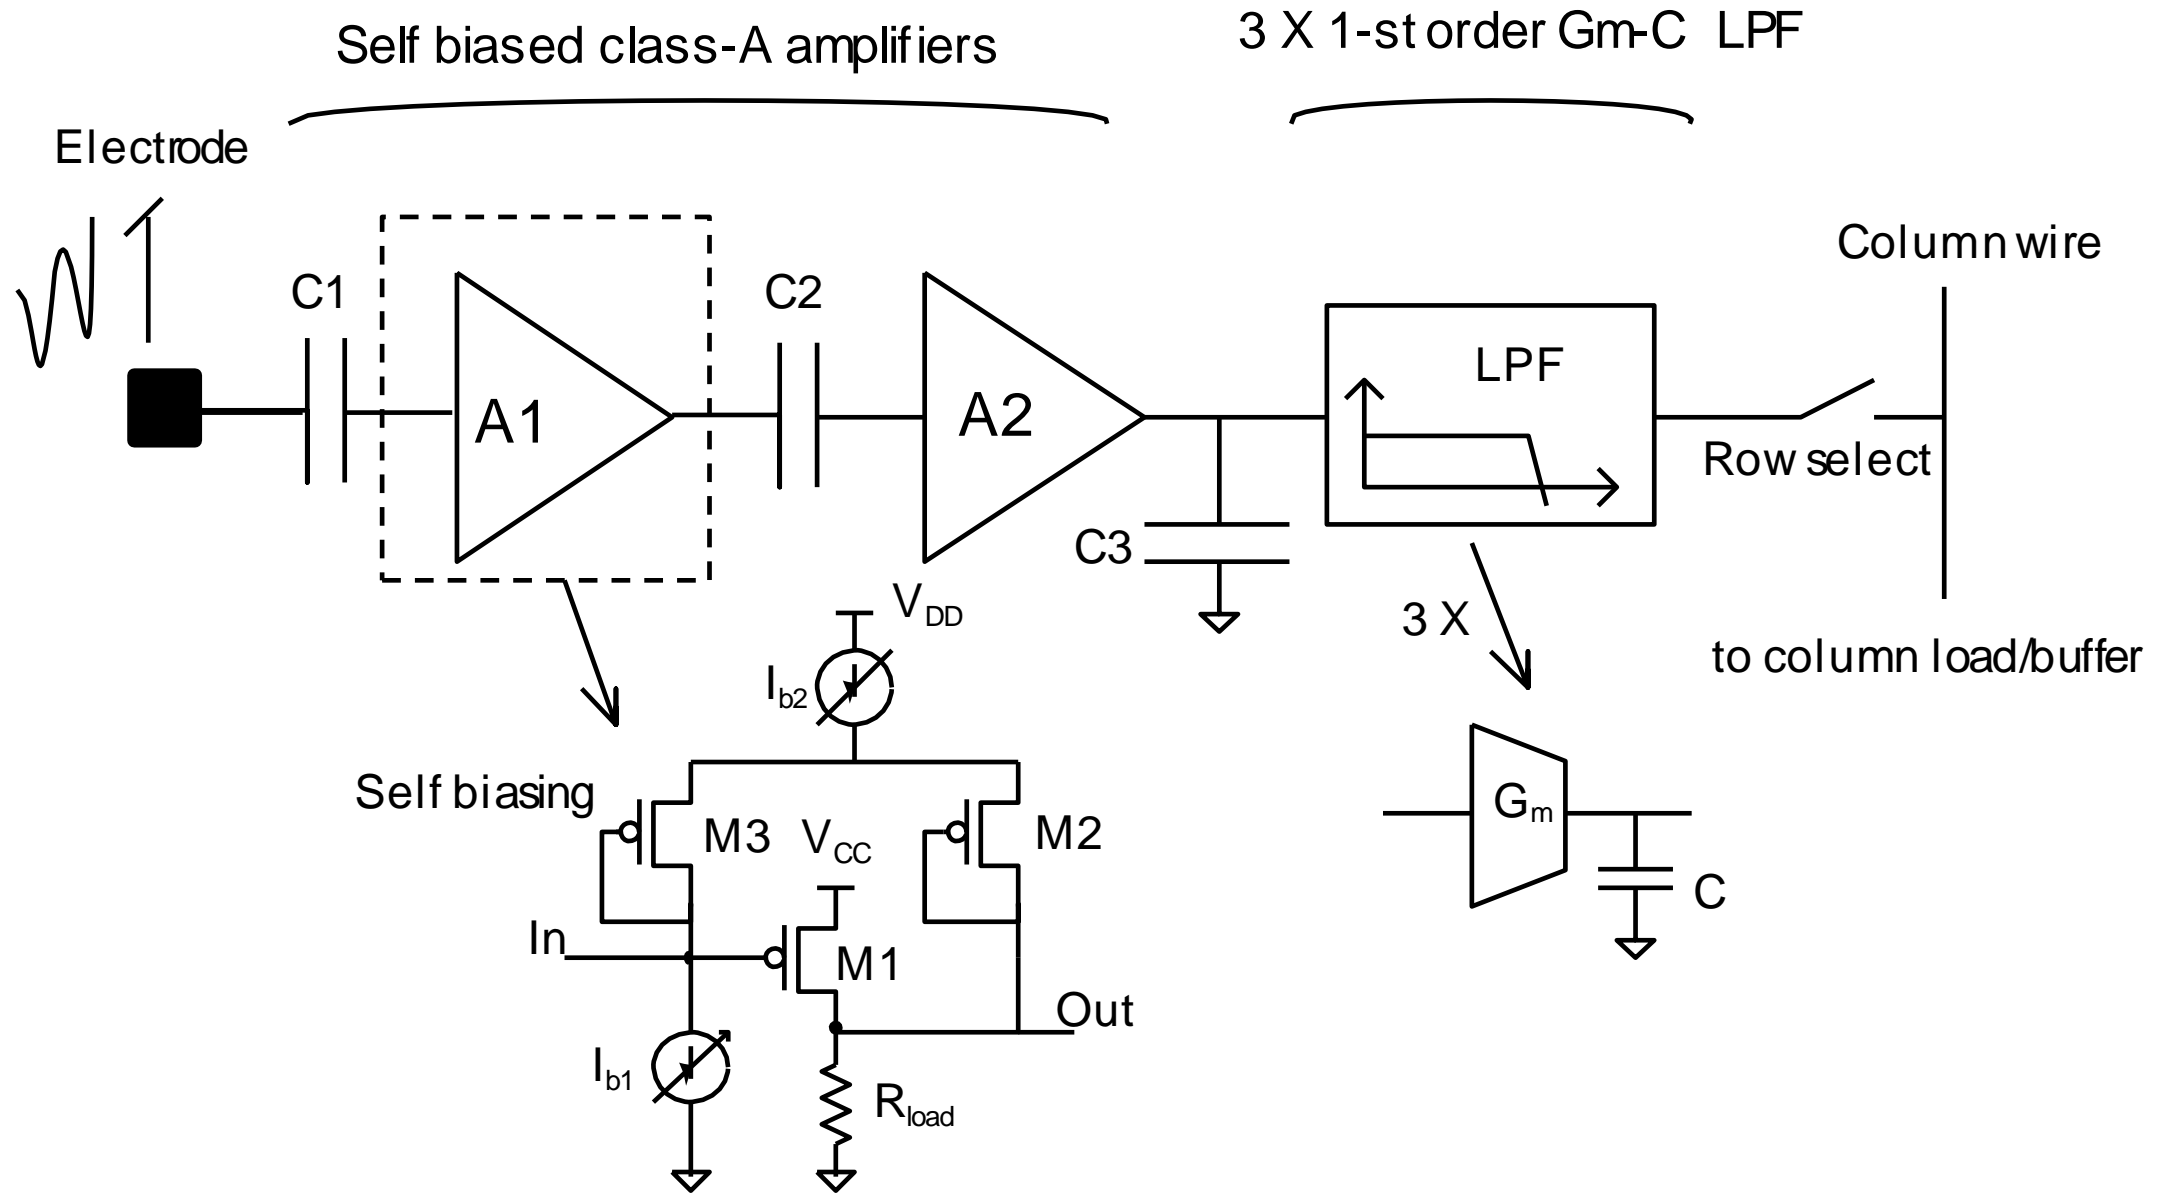 Self biased class-A amplifiers
3 X 1-st order Gm-C LPF
Electrode
Column wire
C1
C2
LPF
A1
A2
Row select
C3
VDD
3 X
to column load/buffer
Ib2
Self biasing
M3
VCC
M2
Gm
C
In
M1
Out
Ib1
Rload